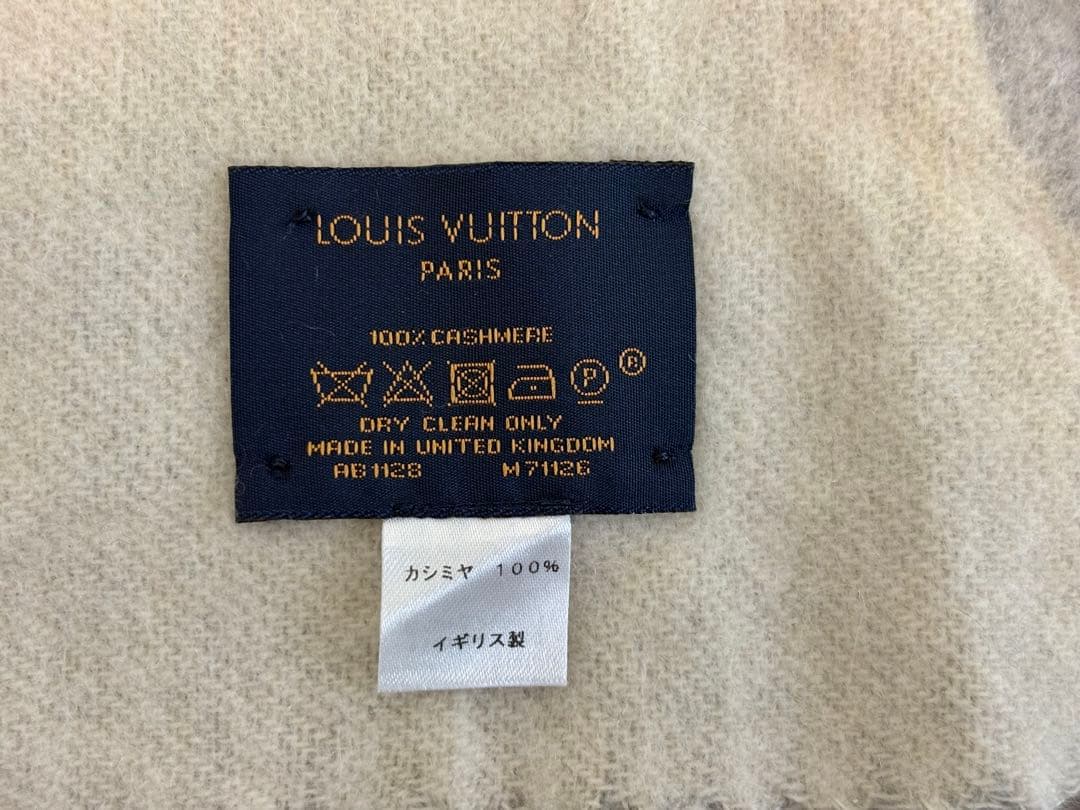 LOUIS VUITTON
PARIS
100% CASHMERE
P ®
DRY CLEAN ONLY
MADE IN UNITED KINGDOM
AB1128 M71126
カシミヤ 100%
イギリス製